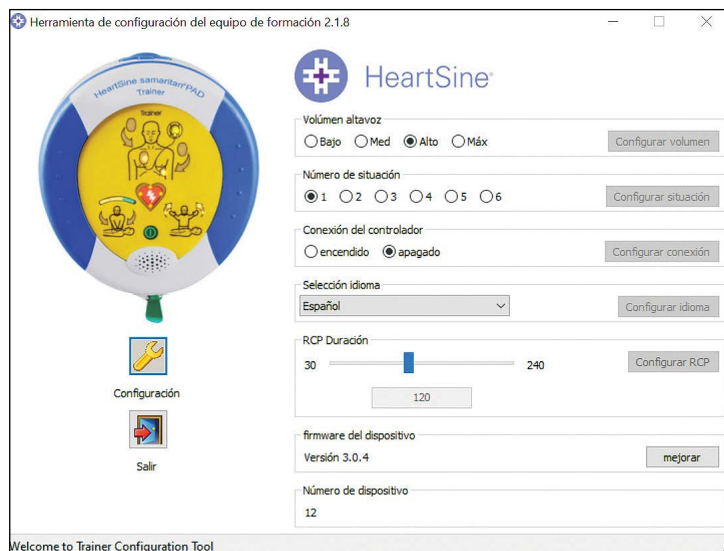 Herramienta de configuración del equipo de formación 2.1.8
HeartSine samaritan PAD
Trainer
Trainer
HeartSine®
Volúmen altavoz
Bajo Med Alto Máx Configurar volumen
Número de situación
1 2 3 4 5 6 Configurar situación
Conexión del controlador
encendido apagado Configurar conexión
Selección idioma
Español Configurar idioma
RCP Duración
30 240 Configurar RCP
120
Configuración
Salir
firmware del dispositivo
Versión 3.0.4 mejorar
Número de dispositivo
12
Welcome to Trainer Configuration Tool